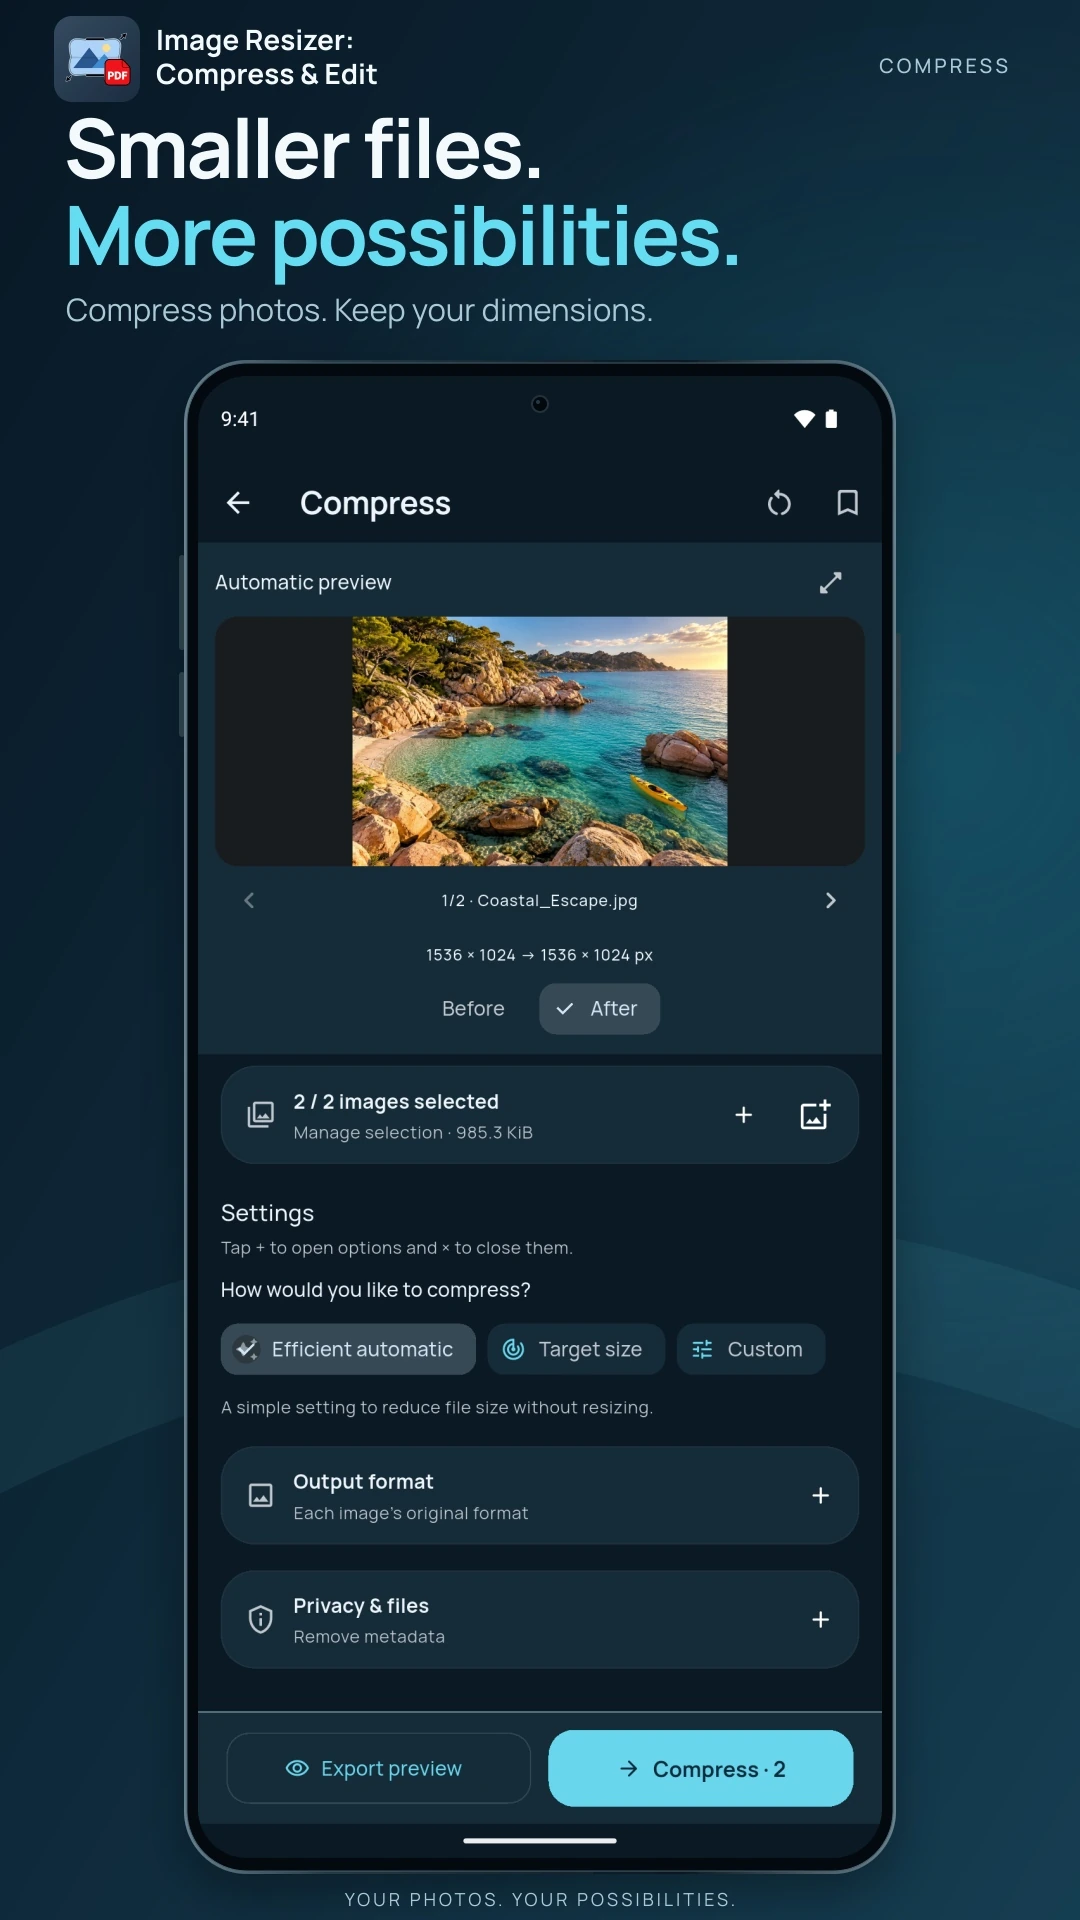 Image Resizer:
Compress & Edit
PDF
COMPRESS
Smaller files.
More possibilities.
Compress photos. Keep your dimensions.
9:41
Compress
Automatic preview
1/2 · Coastal_Escape.jpg
1536 × 1024 → 1536 × 1024 px
Before
After
2 / 2 images selected
Manage selection · 985.3 KiB
Settings
Tap + to open options and × to close them.
How would you like to compress?
Efficient automatic
Target size
Custom
A simple setting to reduce file size without resizing.
Output format
Each image's original format
Privacy & files
Remove metadata
Export preview
Compress · 2
YOUR PHOTOS. YOUR POSSIBILITIES.